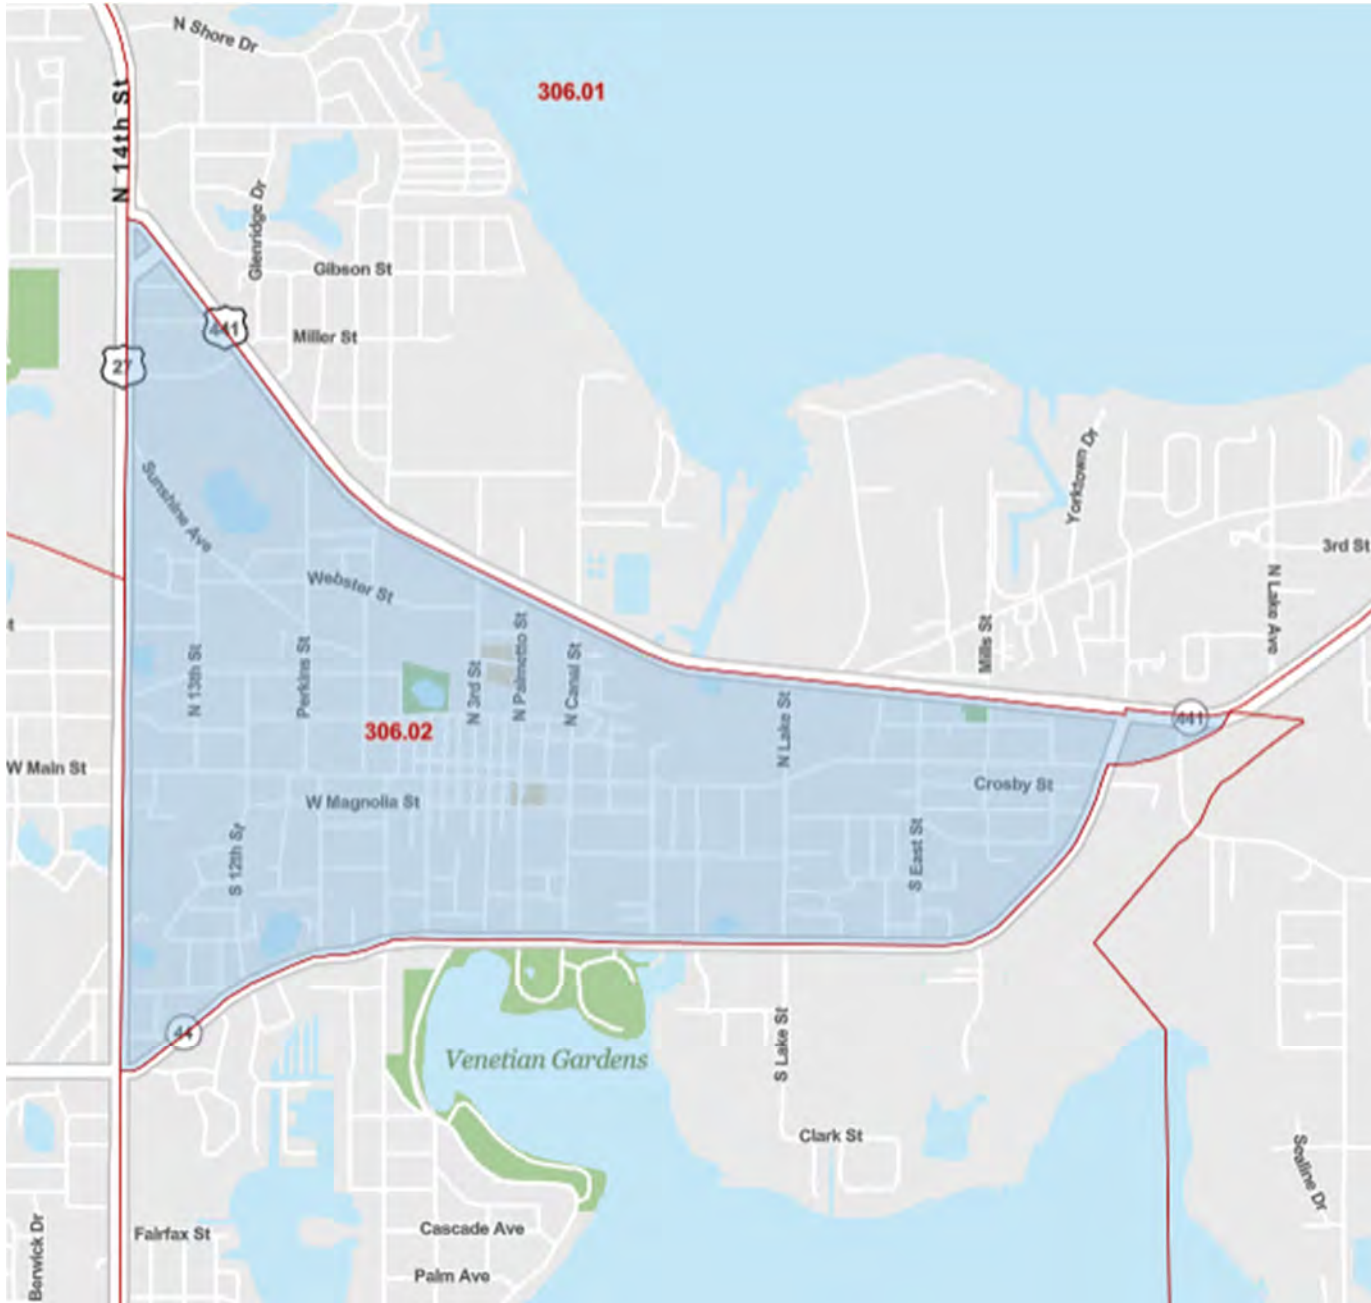 N Shore Dr
306.01
N 14th St
Glenridge Dr
Gibson St
441
Miller St
27
Sunshine Ave
Yorktown Dr
Webster St
3rd St
N Lake Ave
t
N 13th St
Perkins St
N 3rd St
N Palmetto St
N Canal St
Mills St
N Lake St
306.02
441
W Main St
Crosby St
W Magnolia St
S 12th St
S East St
44
Venetian Gardens
S Lake St
Clark St
Sealine Dr
Berwick Dr
Fairfax St
Cascade Ave
Palm Ave